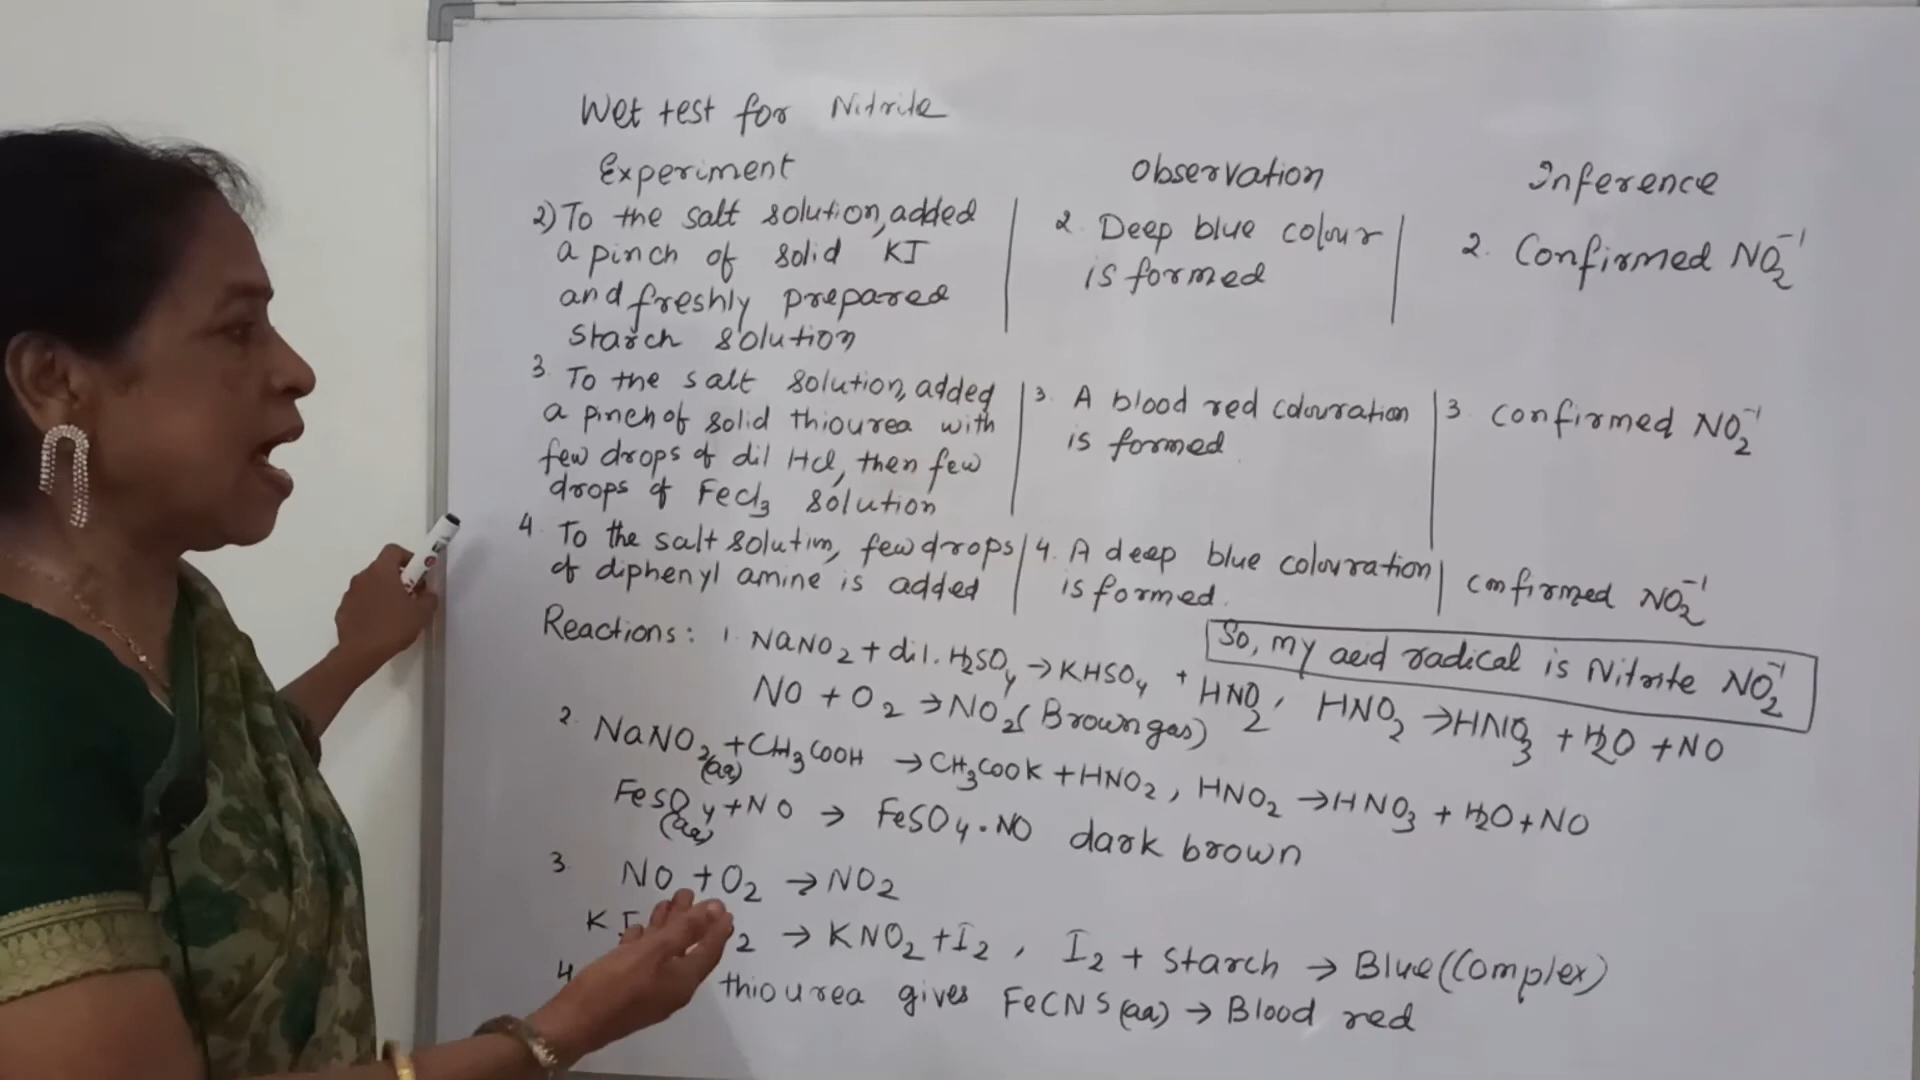 Wet test for Nitrite
Experiment
Observation
Inference
2) To the salt solution, added
a pinch of solid KI
and freshly prepared
starch solution
2. Deep blue colour
is formed
2. Confirmed NO₂⁻¹
3. To the salt solution, added
a pinch of solid thiourea with
few drops of dil HCl, then few
drops of FeCl₃ solution
3. A blood red colouration
is formed
3. confirmed NO₂⁻¹
4. To the salt solution, few drops
of diphenyl amine is added
4. A deep blue colouration
is formed.
confirmed NO₂⁻¹
So, my acid radical is Nitrite NO₂⁻¹
Reactions: 1. NaNO₂ + dil. H₂SO₄ → KHSO₄ + HNO₂, HNO₂ → HNO₃ + H₂O + NO
NO + O₂ → NO₂ (Brown gas)
2. NaNO₂ (aq) + CH₃COOH → CH₃COOK + HNO₂, HNO₂ → HNO₃ + H₂O + NO
FeSO₄ (aq) + NO → FeSO₄·NO dark brown
3. NO + O₂ → NO₂
KI → KNO₂ + I₂, I₂ + starch → Blue (Complex)
4. thiourea gives FeCNS (aq) → Blood red